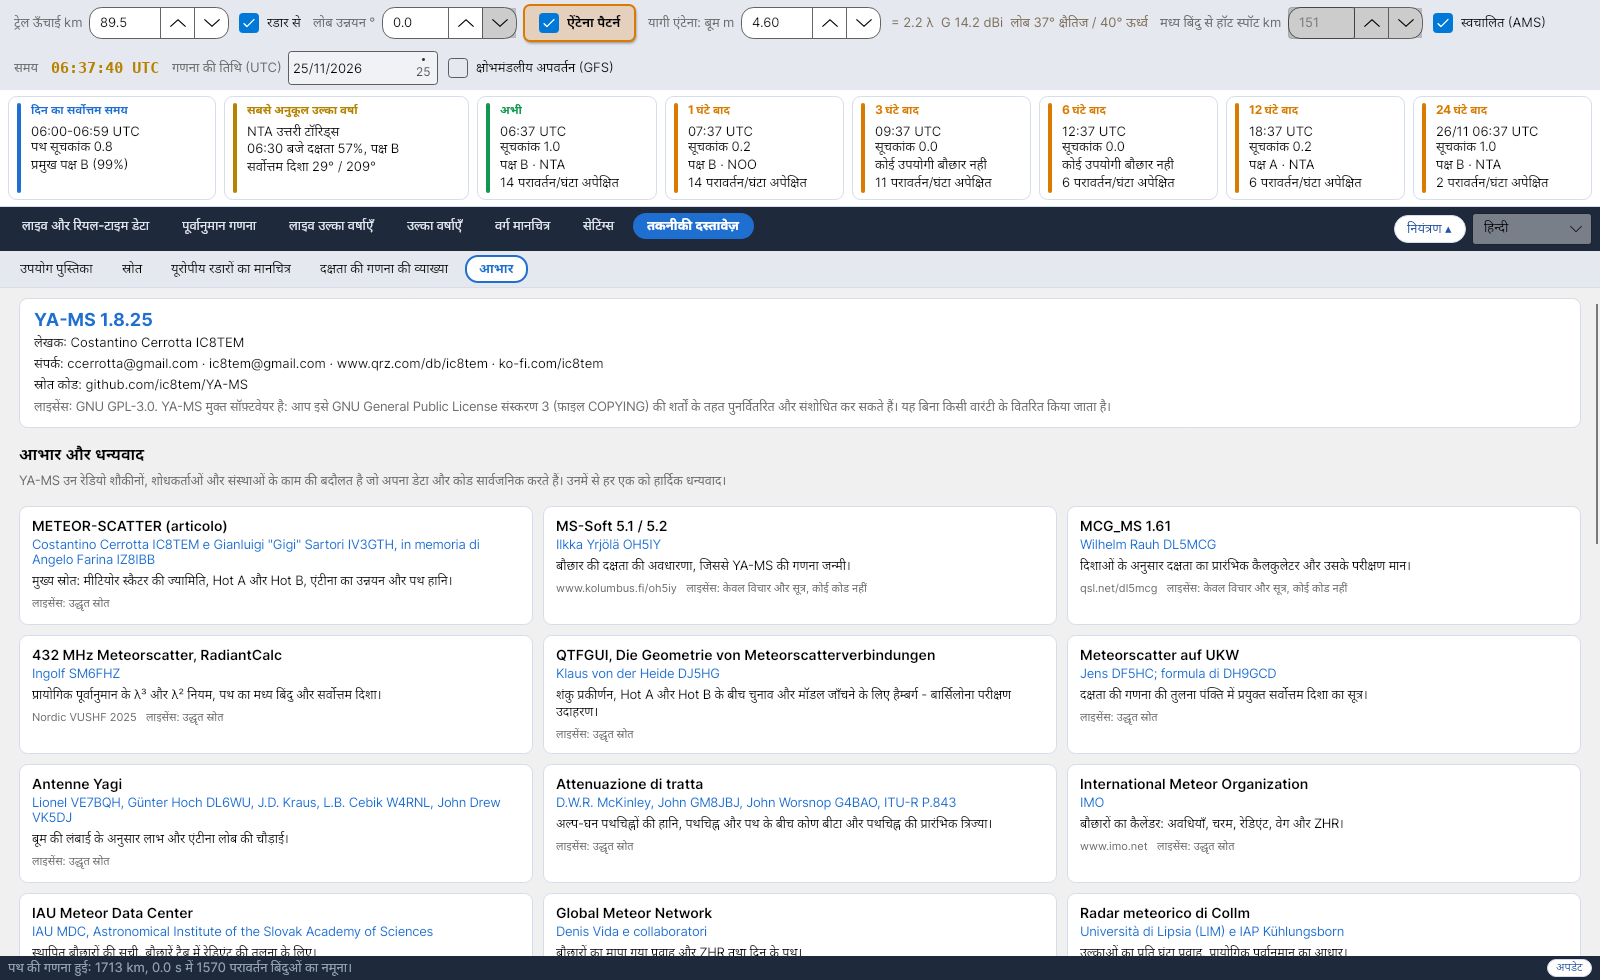 ट्रेल ऊँचाई km 89.5 रडार से लोब उन्नयन ° 0.0 ऐंटेना पैटर्न यागी एंटेना: बूम m 4.60 = 2.2 λ G 14.2 dBi लोब 37° क्षैतिज / 40° ऊर्ध्व मध्य बिंदु से हॉट स्पॉट km 151 स्वचालित (AMS)
समय 06:37:40 UTC गणना की तिथि (UTC) 25/11/2026 25 क्षोभमंडलीय अपवर्तन (GFS)
दिन का सर्वोत्तम समय
06:00-06:59 UTC
पथ सूचकांक 0.8
प्रमुख पक्ष B (99%)
सबसे अनुकूल उल्का वर्षा
NTA उत्तरी टॉरिड्स
06:30 बजे दक्षता 57%, पक्ष B
सर्वोत्तम दिशा 29° / 209°
अभी
06:37 UTC
सूचकांक 1.0
पक्ष B · NTA
14 परावर्तन/घंटा अपेक्षित
1 घंटे बाद
07:37 UTC
सूचकांक 0.2
पक्ष B · NOO
14 परावर्तन/घंटा अपेक्षित
3 घंटे बाद
09:37 UTC
सूचकांक 0.0
कोई उपयोगी बौछार नहीं
11 परावर्तन/घंटा अपेक्षित
6 घंटे बाद
12:37 UTC
सूचकांक 0.0
कोई उपयोगी बौछार नहीं
6 परावर्तन/घंटा अपेक्षित
12 घंटे बाद
18:37 UTC
सूचकांक 0.2
पक्ष A · NTA
6 परावर्तन/घंटा अपेक्षित
24 घंटे बाद
26/11 06:37 UTC
सूचकांक 1.0
पक्ष B · NTA
2 परावर्तन/घंटा अपेक्षित
लाइव और रियल-टाइम डेटा पूर्वानुमान गणना लाइव उल्का वर्षाएँ उल्का वर्षाएँ वर्ग मानचित्र सेटिंग्स तकनीकी दस्तावेज़ नियंत्रण ▴ हिन्दी
उपयोग पुस्तिका स्रोत यूरोपीय रडारों का मानचित्र दक्षता की गणना की व्याख्या आभार
YA-MS 1.8.25
लेखक: Costantino Cerrotta IC8TEM
संपर्क: ccerrotta@gmail.com · ic8tem@gmail.com · www.qrz.com/db/ic8tem · ko-fi.com/ic8tem
स्रोत कोड: github.com/ic8tem/YA-MS
लाइसेंस: GNU GPL-3.0. YA-MS मुक्त सॉफ़्टवेयर है: आप इसे GNU General Public License संस्करण 3 (फ़ाइल COPYING) की शर्तों के तहत पुनर्वितरित और संशोधित कर सकते हैं। यह बिना किसी वारंटी के वितरित किया जाता है।
आभार और धन्यवाद
YA-MS उन रेडियो शौकीनों, शोधकर्ताओं और संस्थाओं के काम की बदौलत है जो अपना डेटा और कोड सार्वजनिक करते हैं। उनमें से हर एक को हार्दिक धन्यवाद।
METEOR-SCATTER (articolo)
Costantino Cerrotta IC8TEM e Gianluigi "Gigi" Sartori IV3GTH, in memoria di
Angelo Farina IZ8IBB
मुख्य स्रोत: मीटियोर स्कैटर की ज्यामिति, Hot A और Hot B, एंटीना का उन्नयन और पथ हानि।
लाइसेंस: उद्धृत स्रोत
MS-Soft 5.1 / 5.2
Ilkka Yrjölä OH5IY
बौछार की दक्षता की अवधारणा, जिससे YA-MS की गणना जन्मी।
www.kolumbus.fi/oh5iy लाइसेंस: केवल विचार और सूत्र, कोई कोड नहीं
MCG_MS 1.61
Wilhelm Rauh DL5MCG
दिशाओं के अनुसार दक्षता का प्रारंभिक कैलकुलेटर और उसके परीक्षण मान।
qsl.net/dl5mcg लाइसेंस: केवल विचार और सूत्र, कोई कोड नहीं
432 MHz Meteorscatter, RadiantCalc
Ingolf SM6FHZ
प्रायोगिक पूर्वानुमान के λ³ और λ² नियम, पथ का मध्य बिंदु और सर्वोत्तम दिशा।
Nordic VUSHF 2025 लाइसेंस: उद्धृत स्रोत
QTFGUI, Die Geometrie von Meteorscatterverbindungen
Klaus von der Heide DJ5HG
शंकु प्रकीर्णन, Hot A और Hot B के बीच चुनाव और मॉडल जाँचने के लिए हैम्बर्ग - बार्सिलोना परीक्षण
उदाहरण।
लाइसेंस: उद्धृत स्रोत
Meteorscatter auf UKW
Jens DF5HC; formula di DH9GCD
दक्षता की गणना की तुलना पंक्ति में प्रयुक्त सर्वोत्तम दिशा का सूत्र।
लाइसेंस: उद्धृत स्रोत
Antenne Yagi
Lionel VE7BQH, Günter Hoch DL6WU, J.D. Kraus, L.B. Cebik W4RNL, John Drew
VK5DJ
बूम की लंबाई के अनुसार लाभ और एंटीना लोब की चौड़ाई।
लाइसेंस: उद्धृत स्रोत
Attenuazione di tratta
D.W.R. McKinley, John GM8JBJ, John Worsnop G4BAO, ITU-R P.843
अल्प-घन पथचिह्नों की हानि, पथचिह्न और पथ के बीच कोण बीटा और पथचिह्न की प्रारंभिक त्रिज्या।
लाइसेंस: उद्धृत स्रोत
International Meteor Organization
IMO
बौछारों का कैलेंडर: अवधियाँ, चरम, रेडिएंट, वेग और ZHR।
www.imo.net लाइसेंस: उद्धृत स्रोत
IAU Meteor Data Center
IAU MDC, Astronomical Institute of the Slovak Academy of Sciences
स्थापित बौछारों की सूची, बौछारें टैब में रेडिएंट की तुलना के लिए।
Global Meteor Network
Denis Vida e collaboratori
बौछारों का मापा गया प्रवाह और ZHR तथा दिन के पथ।
Radar meteorico di Collm
Università di Lipsia (LIM) e IAP Kühlungsborn
उल्काओं का प्रति घंटा प्रवाह, प्रायोगिक पूर्वानुमान का आधार।
पथ की गणना हुई: 1713 km, 0.0 s में 1570 परावर्तन बिंदुओं का नमूना। अपडेट